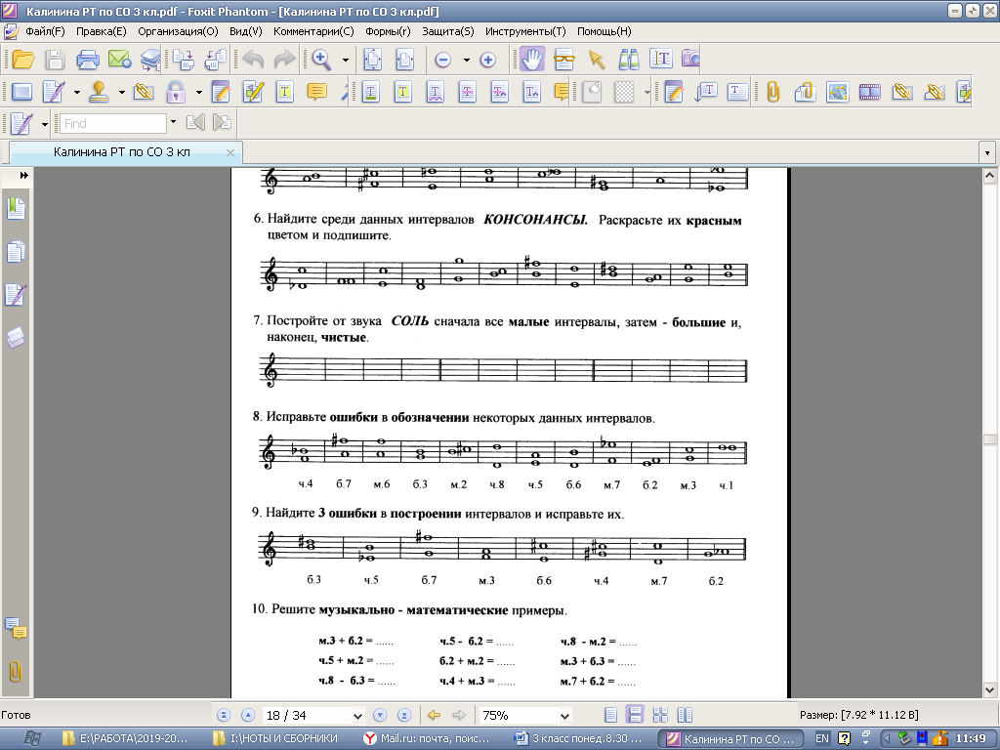 Калинина РТ по СО 3 кл.pdf - Foxit Phantom - [Калинина РТ по СО 3 кл.pdf]
Файл(F) Правка(E) Организация(O) Вид(V) Комментарии(C) Формы(r) Защита(S) Инструменты(T) Помощь(H)
Find
Калинина РТ по СО 3 кл
6. Найдите среди данных интервалов КОНСОНАНСЫ. Раскрасьте их красным
цветом и подпишите.
7. Постройте от звука СОЛЬ сначала все малые интервалы, затем - большие и,
наконец, чистые.
8. Исправьте ошибки в обозначении некоторых данных интервалов.
ч.4 б.7 м.6 б.3 м.2 ч.8 ч.5 б.6 м.7 б.2 м.3 ч.1
9. Найдите 3 ошибки в построении интервалов и исправьте их.
б.3 ч.5 б.7 м.3 б.6 ч.4 м.7 б.2
10. Решите музыкально - математические примеры.
м.3 + б.2 = ...... ч.5 - б.2 = ...... ч.8 - м.2 = ......
ч.5 + м.2 = ...... б.2 + м.2 = ...... м.3 + б.3 = ......
ч.8 - б.3 = ...... ч.4 + м.3 = ...... м.7 + б.2 = ......
Готов 18 / 34 75% Размер: [7.92 * 11.12 В]
E:\РАБОТА\2019-20... I:\НОТЫ И СБОРНИКИ Mail.ru: почта, поис... 3 класс понед.8.30 ... Калинина РТ по СО ... EN 11:49